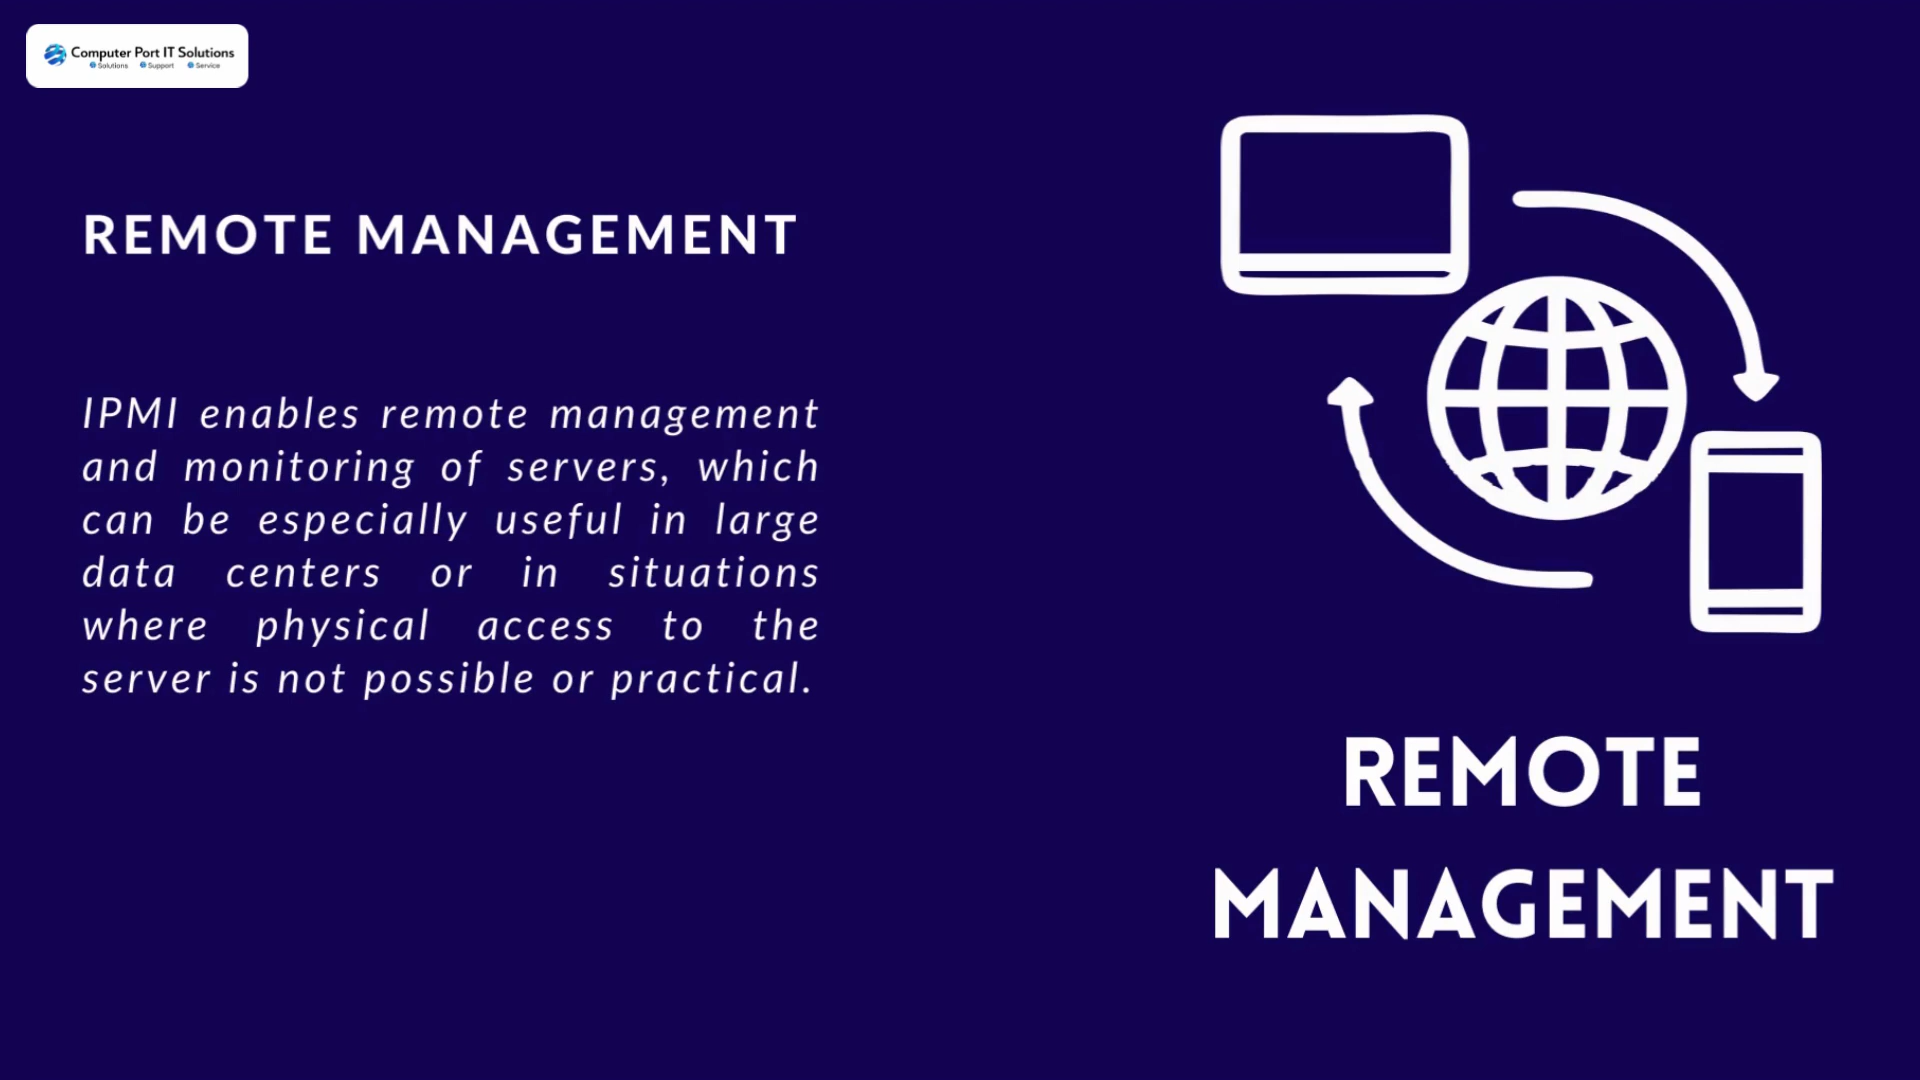 Computer Port IT Solutions
Solutions Support Service
REMOTE MANAGEMENT
IPMI enables remote management
and monitoring of servers, which
can be especially useful in large
data centers or in situations
where physical access to the
server is not possible or practical.
REMOTE
MANAGEMENT